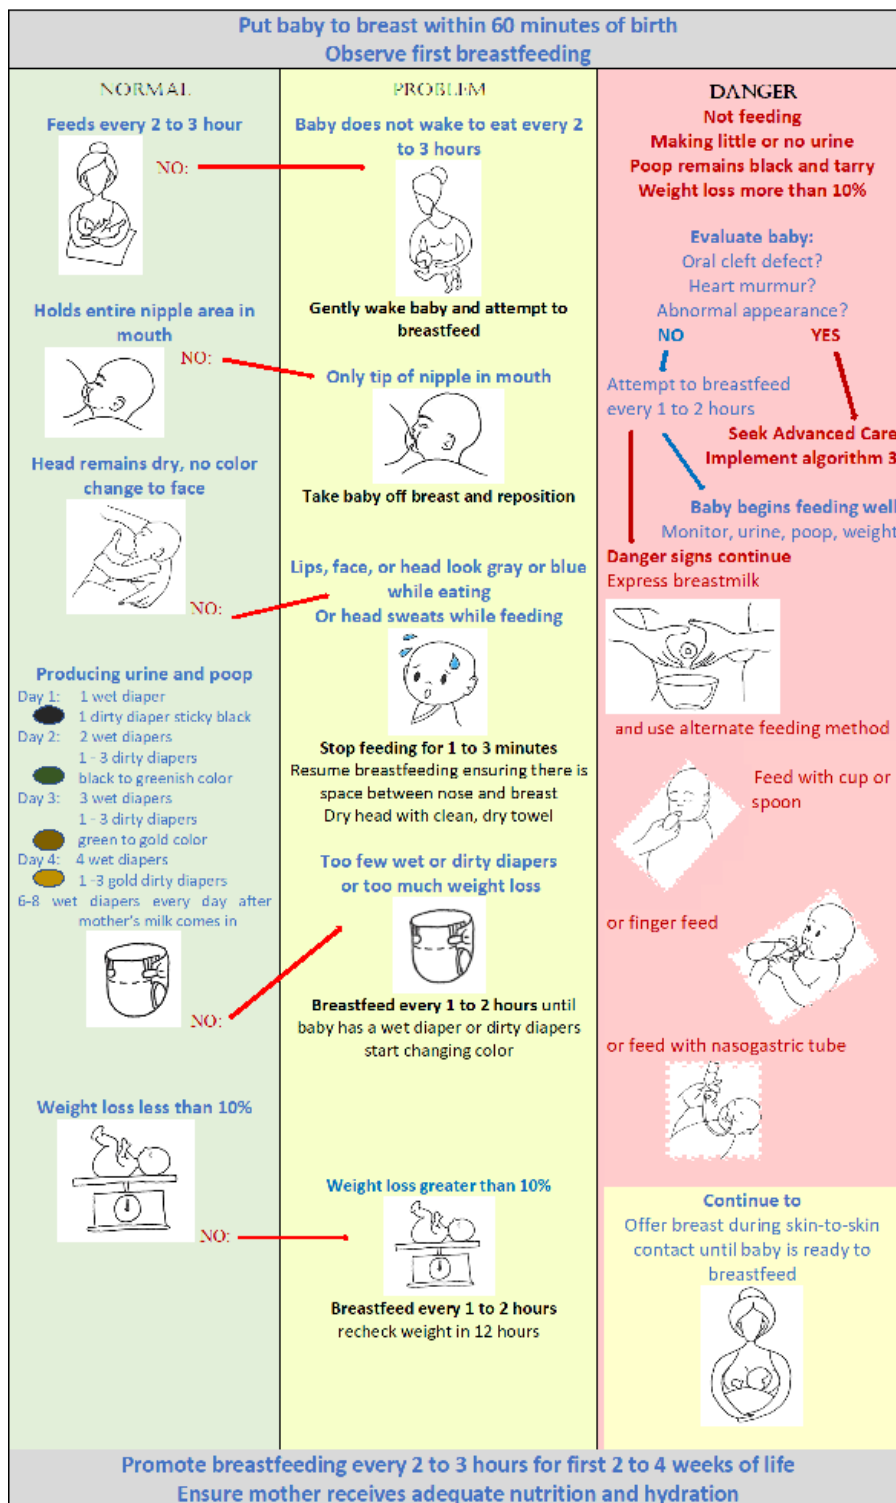 Put baby to breast within 60 minutes of birth
Observe first breastfeeding
NORMAL
Feeds every 2 to 3 hour
NO:
Holds entire nipple area in
mouth
NO:
Head remains dry, no color
change to face
NO:
Producing urine and poop
Day 1: 1 wet diaper
1 dirty diaper sticky black
Day 2: 2 wet diapers
1 - 3 dirty diapers
black to greenish color
Day 3: 3 wet diapers
1 - 3 dirty diapers
green to gold color
Day 4: 4 wet diapers
1 -3 gold dirty diapers
6-8 wet diapers every day after
mother's milk comes in
NO:
Weight loss less than 10%
NO:
PROBLEM
Baby does not wake to eat every 2
to 3 hours
Gently wake baby and attempt to
breastfeed
Only tip of nipple in mouth
Take baby off breast and reposition
Lips, face, or head look gray or blue
while eating
Or head sweats while feeding
Stop feeding for 1 to 3 minutes
Resume breastfeeding ensuring there is
space between nose and breast
Dry head with clean, dry towel
Too few wet or dirty diapers
or too much weight loss
Breastfeed every 1 to 2 hours until
baby has a wet diaper or dirty diapers
start changing color
Weight loss greater than 10%
Breastfeed every 1 to 2 hours
recheck weight in 12 hours
DANGER
Not feeding
Making little or no urine
Poop remains black and tarry
Weight loss more than 10%
Evaluate baby:
Oral cleft defect?
Heart murmur?
Abnormal appearance?
NO YES
Attempt to breastfeed
every 1 to 2 hours
Seek Advanced Care
Implement algorithm 3
Baby begins feeding well
Monitor, urine, poop, weight
Danger signs continue
Express breastmilk
and use alternate feeding method
Feed with cup or
spoon
or finger feed
or feed with nasogastric tube
Continue to
Offer breast during skin-to-skin
contact until baby is ready to
breastfeed
Promote breastfeeding every 2 to 3 hours for first 2 to 4 weeks of life
Ensure mother receives adequate nutrition and hydration